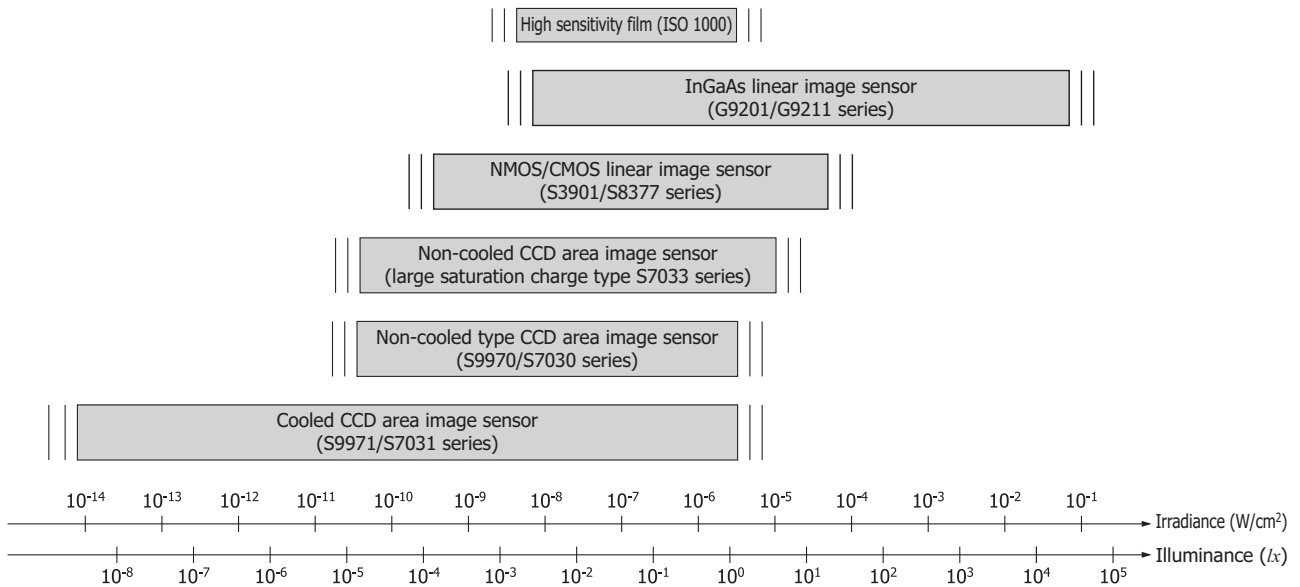 High sensitivity film (ISO 1000)
InGaAs linear image sensor
(G9201/G9211 series)
NMOS/CMOS linear image sensor
(S3901/S8377 series)
Non-cooled CCD area image sensor
(large saturation charge type S7033 series)
Non-cooled type CCD area image sensor
(S9970/S7030 series)
Cooled CCD area image sensor
(S9971/S7031 series)
10⁻¹⁴ 10⁻¹³ 10⁻¹² 10⁻¹¹ 10⁻¹⁰ 10⁻⁹ 10⁻⁸ 10⁻⁷ 10⁻⁶ 10⁻⁵ 10⁻⁴ 10⁻³ 10⁻² 10⁻¹
Irradiance (W/cm²)
Illuminance (lx)
10⁻⁸ 10⁻⁷ 10⁻⁶ 10⁻⁵ 10⁻⁴ 10⁻³ 10⁻² 10⁻¹ 10⁰ 10¹ 10² 10³ 10⁴ 10⁵